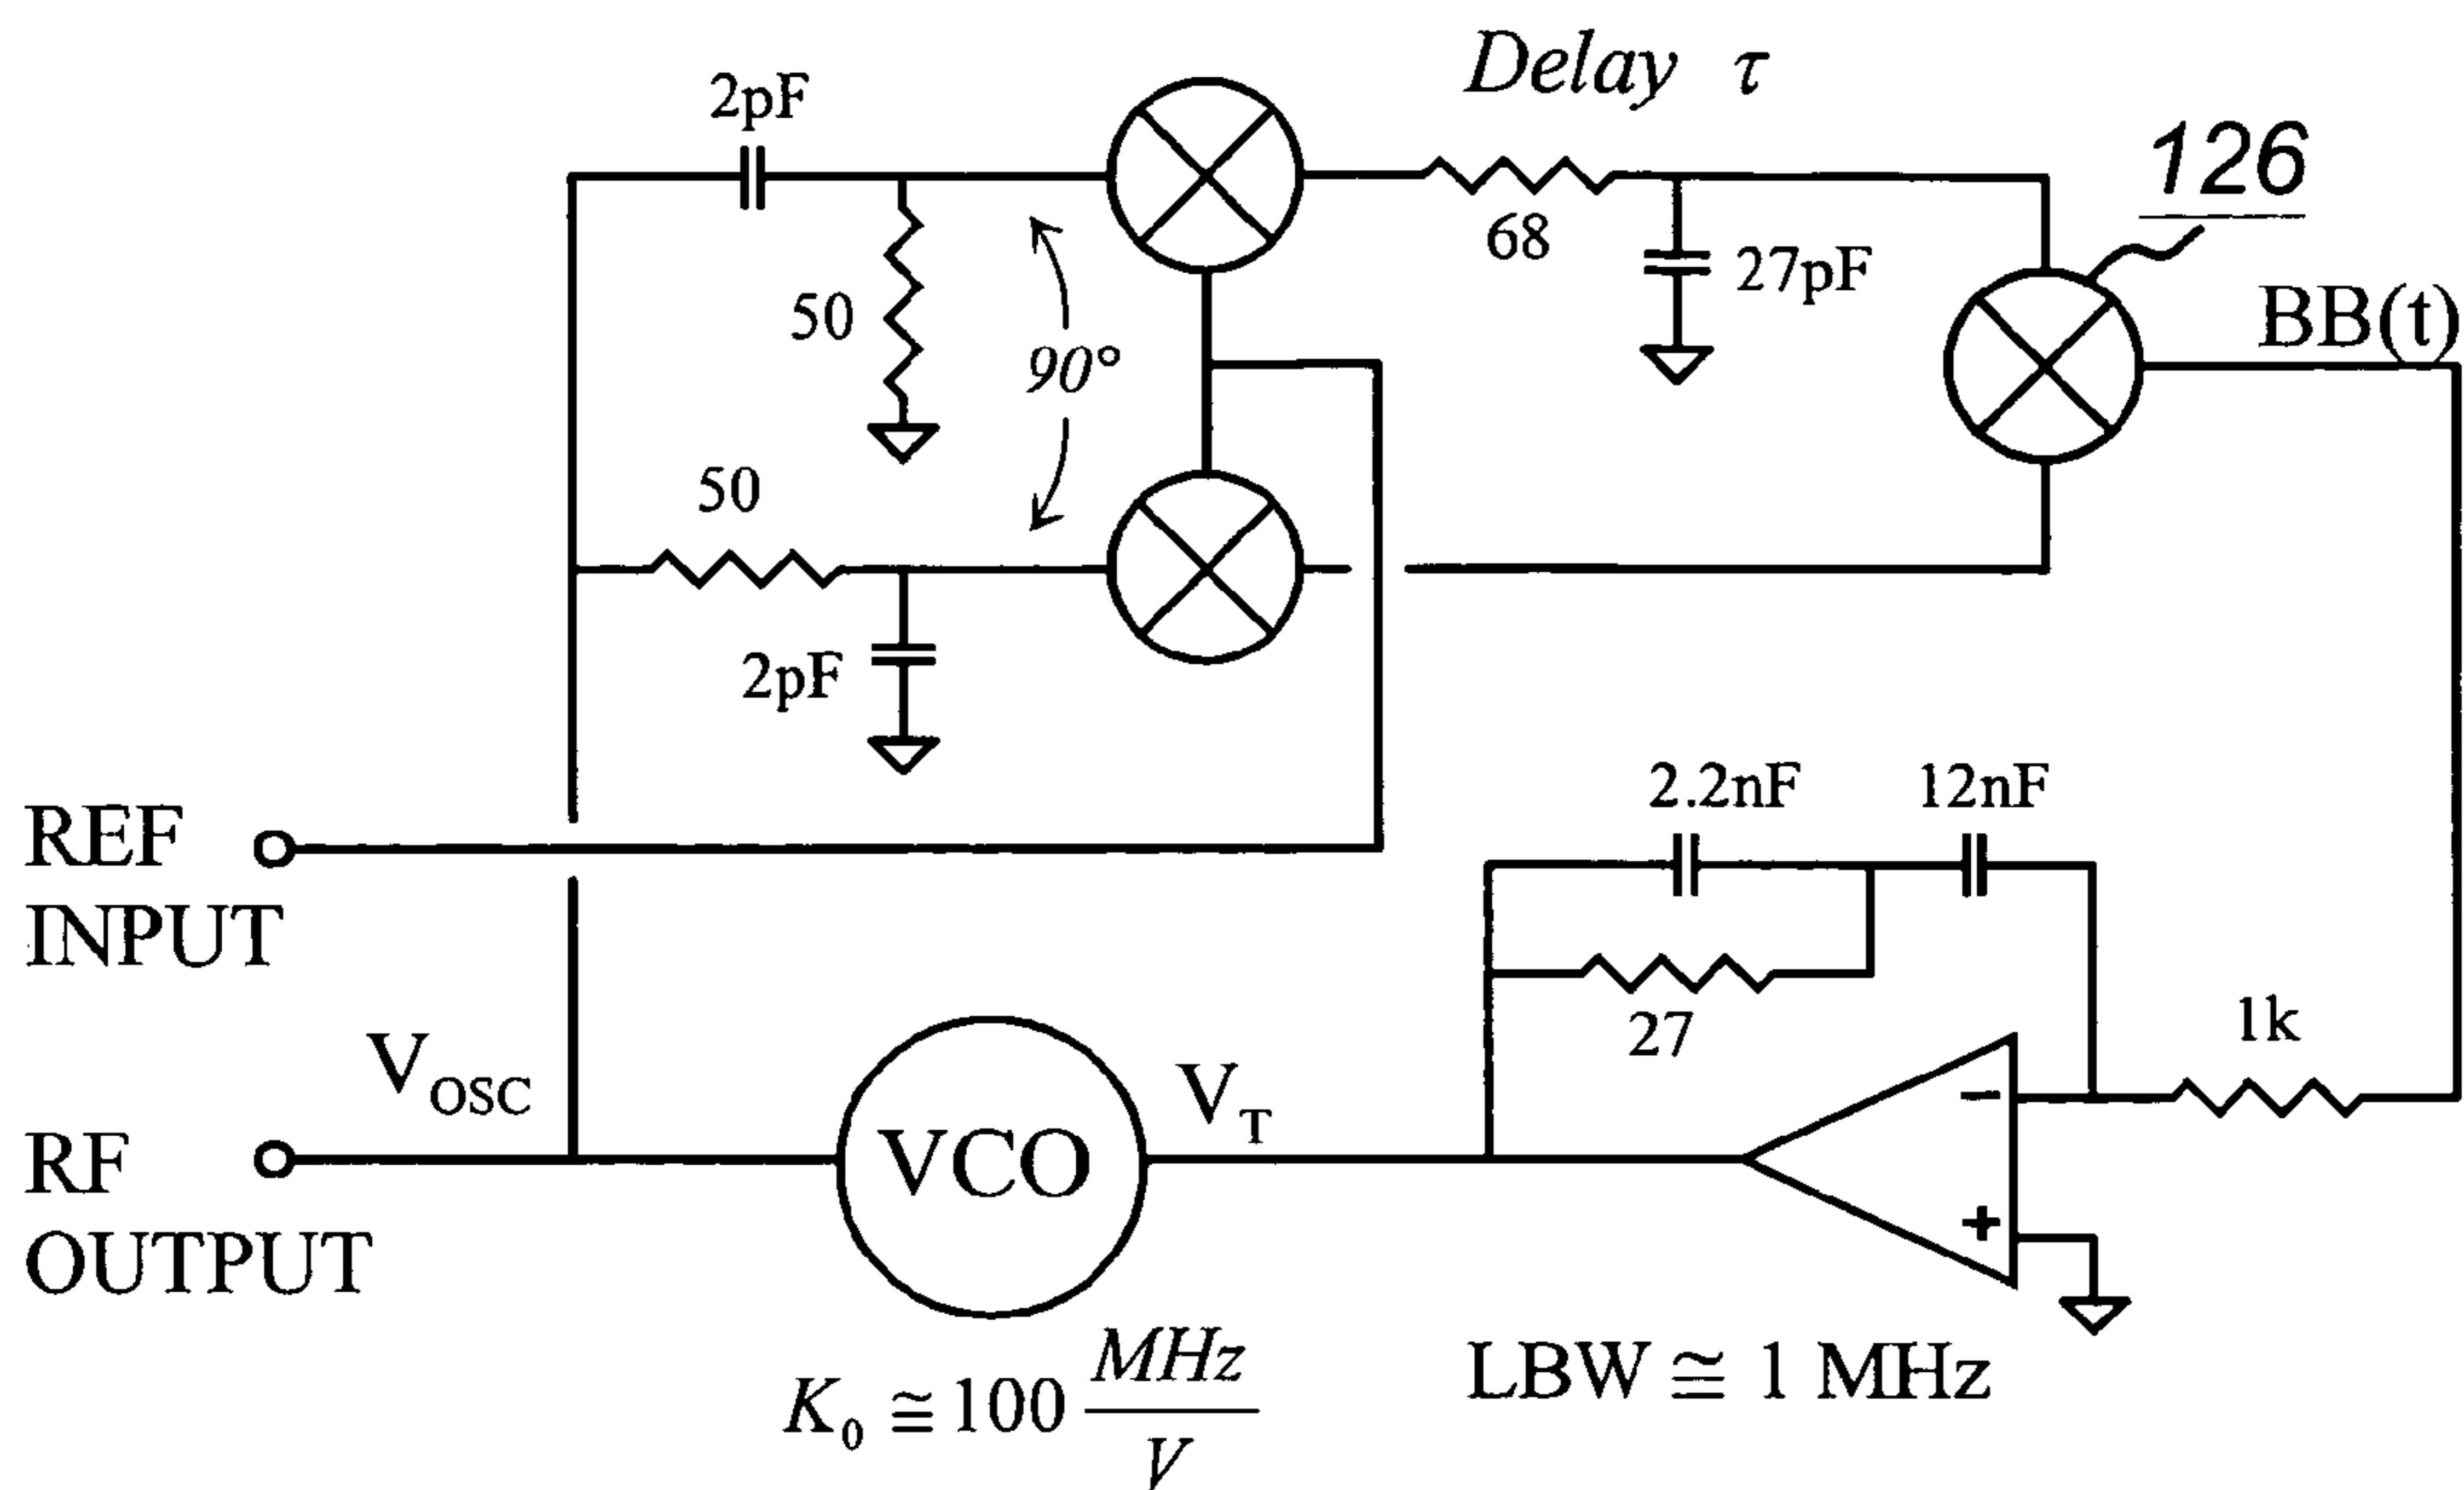 Delay τ
2pF
126
68
27pF
50
90°
BB(t)
50
2pF
2.2nF
12nF
REF
INPUT
27
1k
V_OSC
V_T
VCO
RF
OUTPUT
K_0 ≅ 100 MHz/V
LBW ≅ 1 MHz
−
+